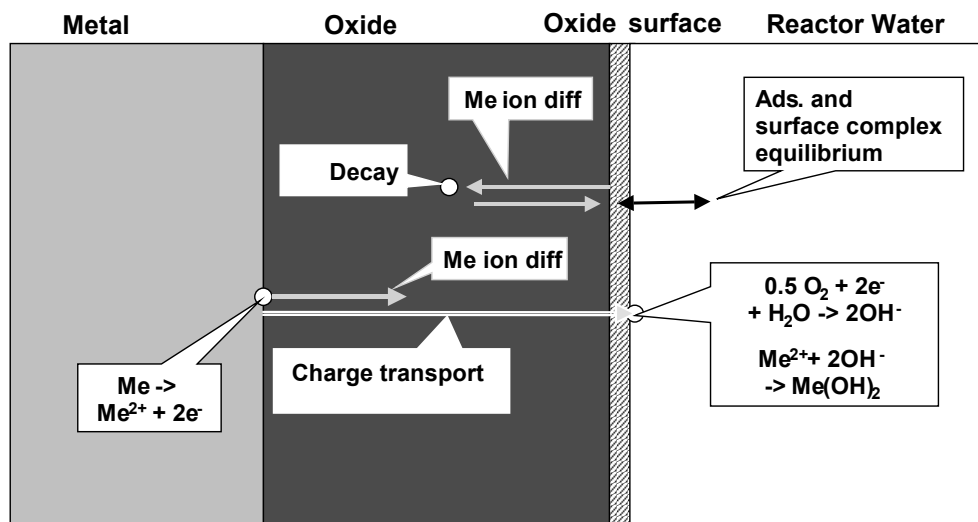 Metal Oxide Oxide surface Reactor Water
Me ion diff
Ads. and
surface complex
equilibrium
Decay
Me ion diff
0.5 O₂ + 2e⁻
+ H₂O -> 2OH⁻
Me²⁺+ 2OH⁻
-> Me(OH)₂
Charge transport
Me ->
Me²⁺ + 2e⁻